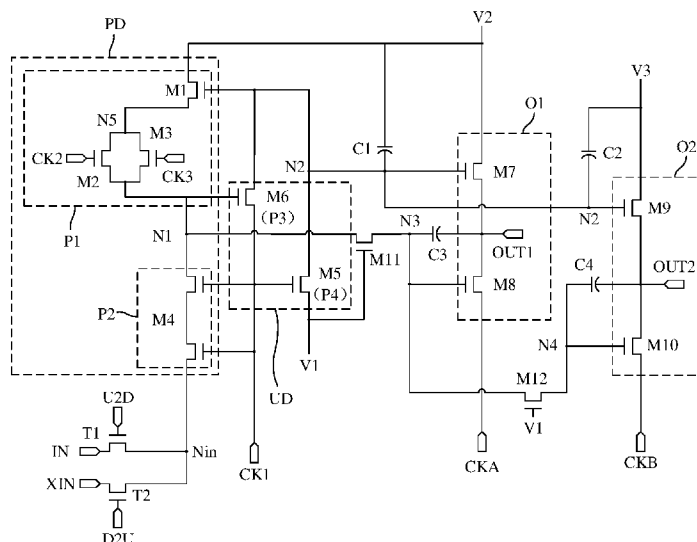 PD
V2
V3
M1
O1
N5
M3
C1
C2
O2
CK2
N2
M7
M2
CK3
M6
M9
(P3)
N2
P1
N3
N1
C3
OUT1
M11
M5
M8
C4
OUT2
P2
M4
(P4)
N4
M10
V1
M12
U2D
UD
V1
T1
IN
Nin
CK1
CKA
CKB
XIN
T2
D2U